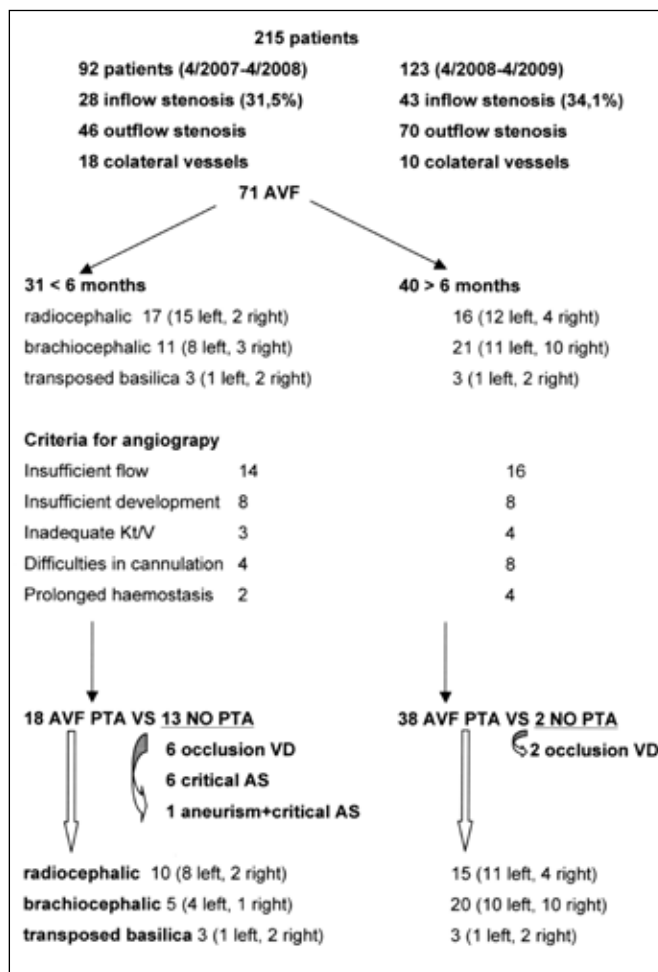 215 patients
92 patients (4/2007-4/2008) 123 (4/2008-4/2009)
28 inflow stenosis (31,5%) 43 inflow stenosis (34,1%)
46 outflow stenosis 70 outflow stenosis
18 colateral vessels 10 colateral vessels
71 AVF
31 < 6 months 40 > 6 months
radiocephalic 17 (15 left, 2 right) 16 (12 left, 4 right)
brachiocephalic 11 (8 left, 3 right) 21 (11 left, 10 right)
transposed basilica 3 (1 left, 2 right) 3 (1 left, 2 right)
Criteria for angiograpy
Insufficient flow 14 16
Insufficient development 8 8
Inadequate Kt/V 3 4
Difficulties in cannulation 4 8
Prolonged haemostasis 2 4
18 AVF PTA VS 13 NO PTA 38 AVF PTA VS 2 NO PTA
6 occlusion VD 2 occlusion VD
6 critical AS
1 aneurism+critical AS
radiocephalic 10 (8 left, 2 right) 15 (11 left, 4 right)
brachiocephalic 5 (4 left, 1 right) 20 (10 left, 10 right)
transposed basilica 3 (1 left, 2 right) 3 (1 left, 2 right)